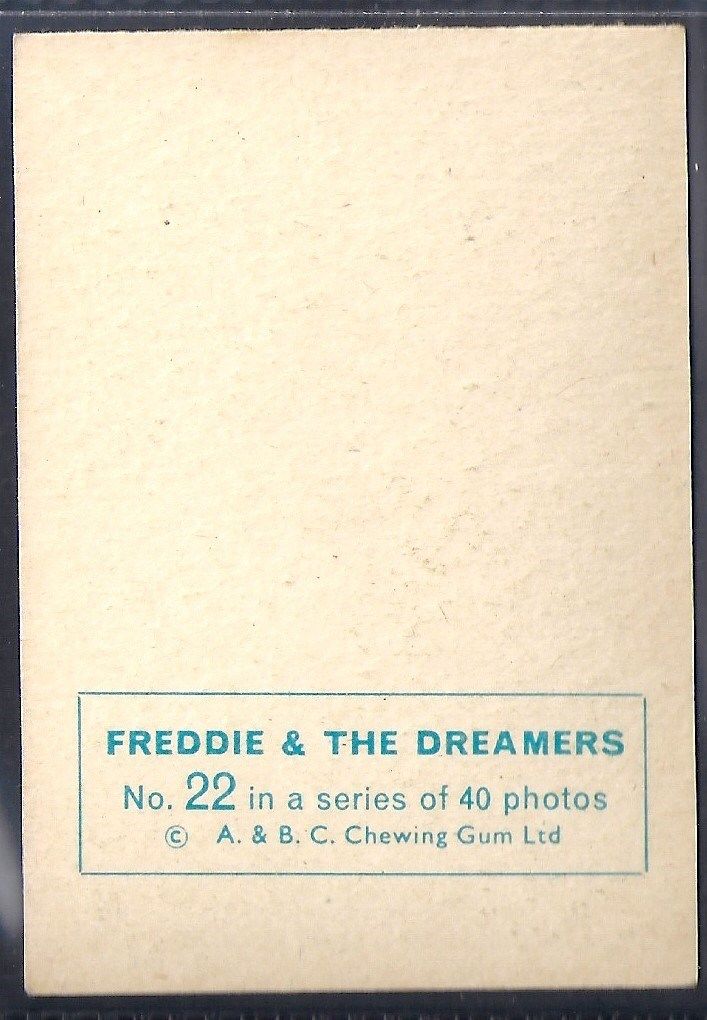 FREDDIE & THE DREAMERS
No. 22 in a series of 40 photos
© A. & B. C. Chewing Gum Ltd